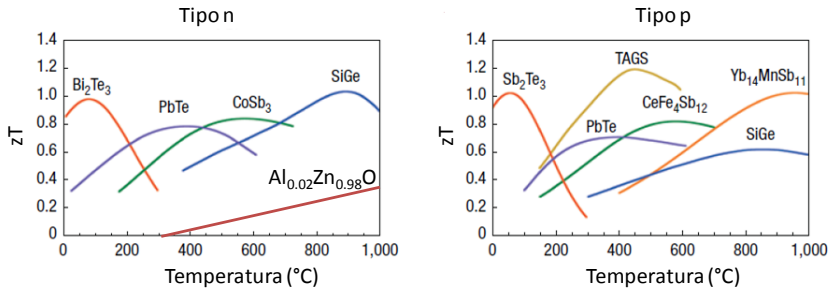 Tipo n
zT
1.4
1.2
1.0
0.8
0.6
0.4
0.2
0
Bi2Te3
PbTe
CoSb3
SiGe
Al0.02Zn0.98O
0 200 400 600 800 1,000
Temperatura (°C)
Tipo p
zT
1.4
1.2
1.0
0.8
0.6
0.4
0.2
0.0
Sb2Te3
TAGS
Yb14MnSb11
CeFe4Sb12
PbTe
SiGe
0 200 400 600 800 1,000
Temperatura (°C)